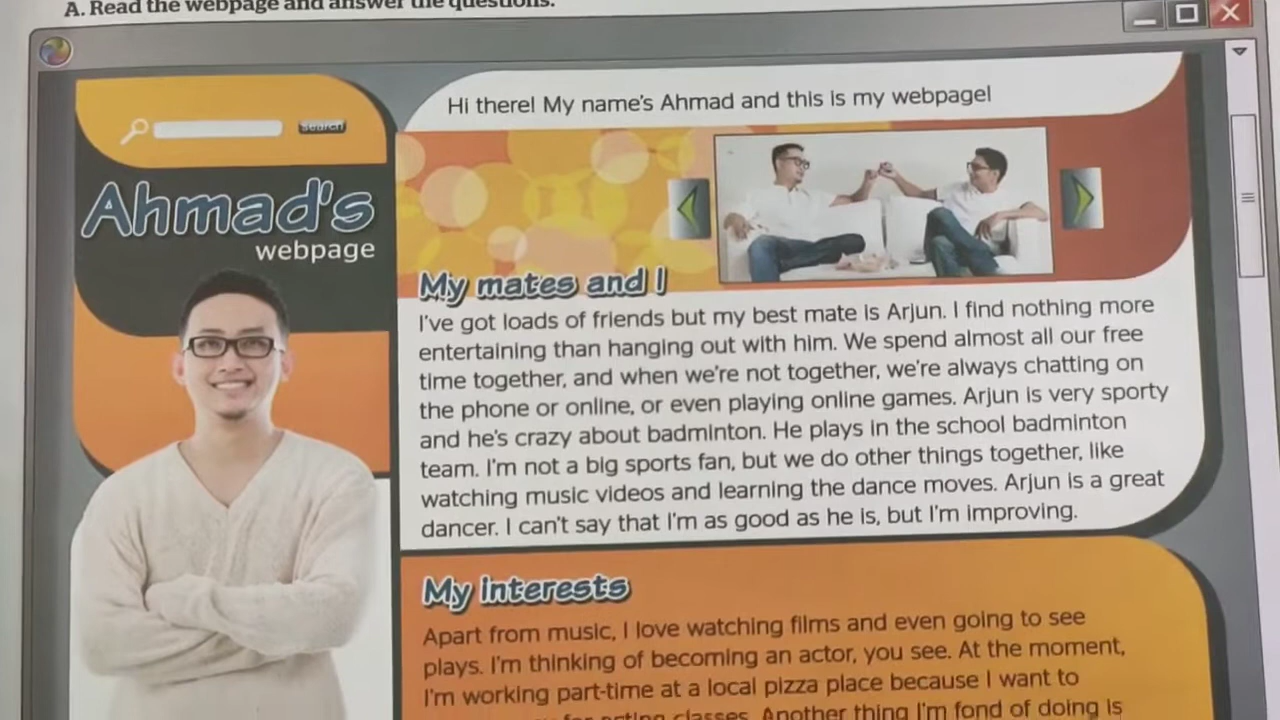 A. Read the webpage and answer the questions.
Hi there! My name's Ahmad and this is my webpage!
search
Ahmad's
webpage
My mates and I
I've got loads of friends but my best mate is Arjun. I find nothing more
entertaining than hanging out with him. We spend almost all our free
time together, and when we're not together, we're always chatting on
the phone or online, or even playing online games. Arjun is very sporty
and he's crazy about badminton. He plays in the school badminton
team. I'm not a big sports fan, but we do other things together, like
watching music videos and learning the dance moves. Arjun is a great
dancer. I can't say that I'm as good as he is, but I'm improving.
My interests
Apart from music, I love watching films and even going to see
plays. I'm thinking of becoming an actor, you see. At the moment,
I'm working part-time at a local pizza place because I want to
for acting classes. Another thing I'm fond of doing is